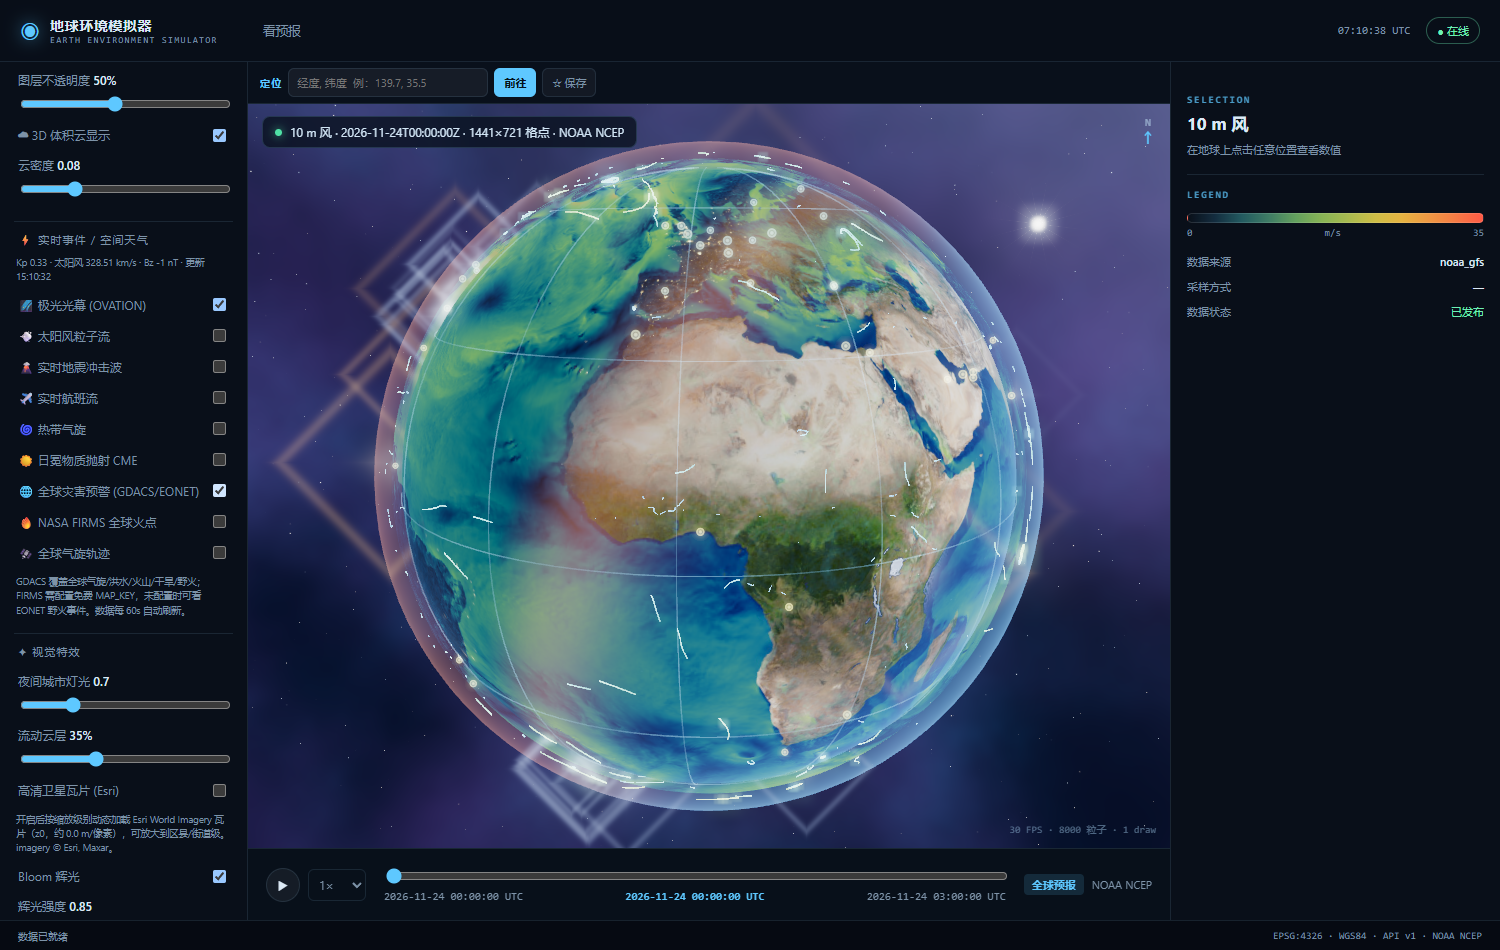 地球环境模拟器
EARTH ENVIRONMENT SIMULATOR
看预报
07:10:38 UTC
● 在线
图层不透明度 50%
3D 体积云显示
云密度 0.08
实时事件 / 空间天气
Kp 0.33 · 太阳风 328.51 km/s · Bz -1 nT · 更新
15:10:32
极光光幕 (OVATION)
太阳风粒子流
实时地震冲击波
实时航班流
热带气旋
日冕物质抛射 CME
全球灾害预警 (GDACS/EONET)
NASA FIRMS 全球火点
全球气旋轨迹
GDACS 覆盖全球气旋/洪水/火山/干旱/野火;
FIRMS 需配置免费 MAP_KEY，未配置时可看
EONET 野火事件。数据每 60s 自动刷新。
✦ 视觉特效
夜间城市灯光 0.7
流动云层 35%
高清卫星瓦片 (Esri)
开启后按缩放级别动态加载 Esri World Imagery 瓦
片（z0，约 0.0 m/像素），可放大到区县/街道级。
imagery © Esri, Maxar。
Bloom 辉光
辉光强度 0.85
定位
经度, 纬度 例：139.7, 35.5
前往
☆ 保存
10 m 风 · 2026-11-24T00:00:00Z · 1441×721 格点 · NOAA NCEP
N
30 FPS · 8000 粒子 · 1 draw
1×
2026-11-24 00:00:00 UTC
2026-11-24 00:00:00 UTC
2026-11-24 03:00:00 UTC
全球预报
NOAA NCEP
SELECTION
10 m 风
在地球上点击任意位置查看数值
LEGEND
0
m/s
35
数据来源
noaa_gfs
采样方式
—
数据状态
已发布
数据已就绪
EPSG:4326 · WGS84 · API v1 · NOAA NCEP